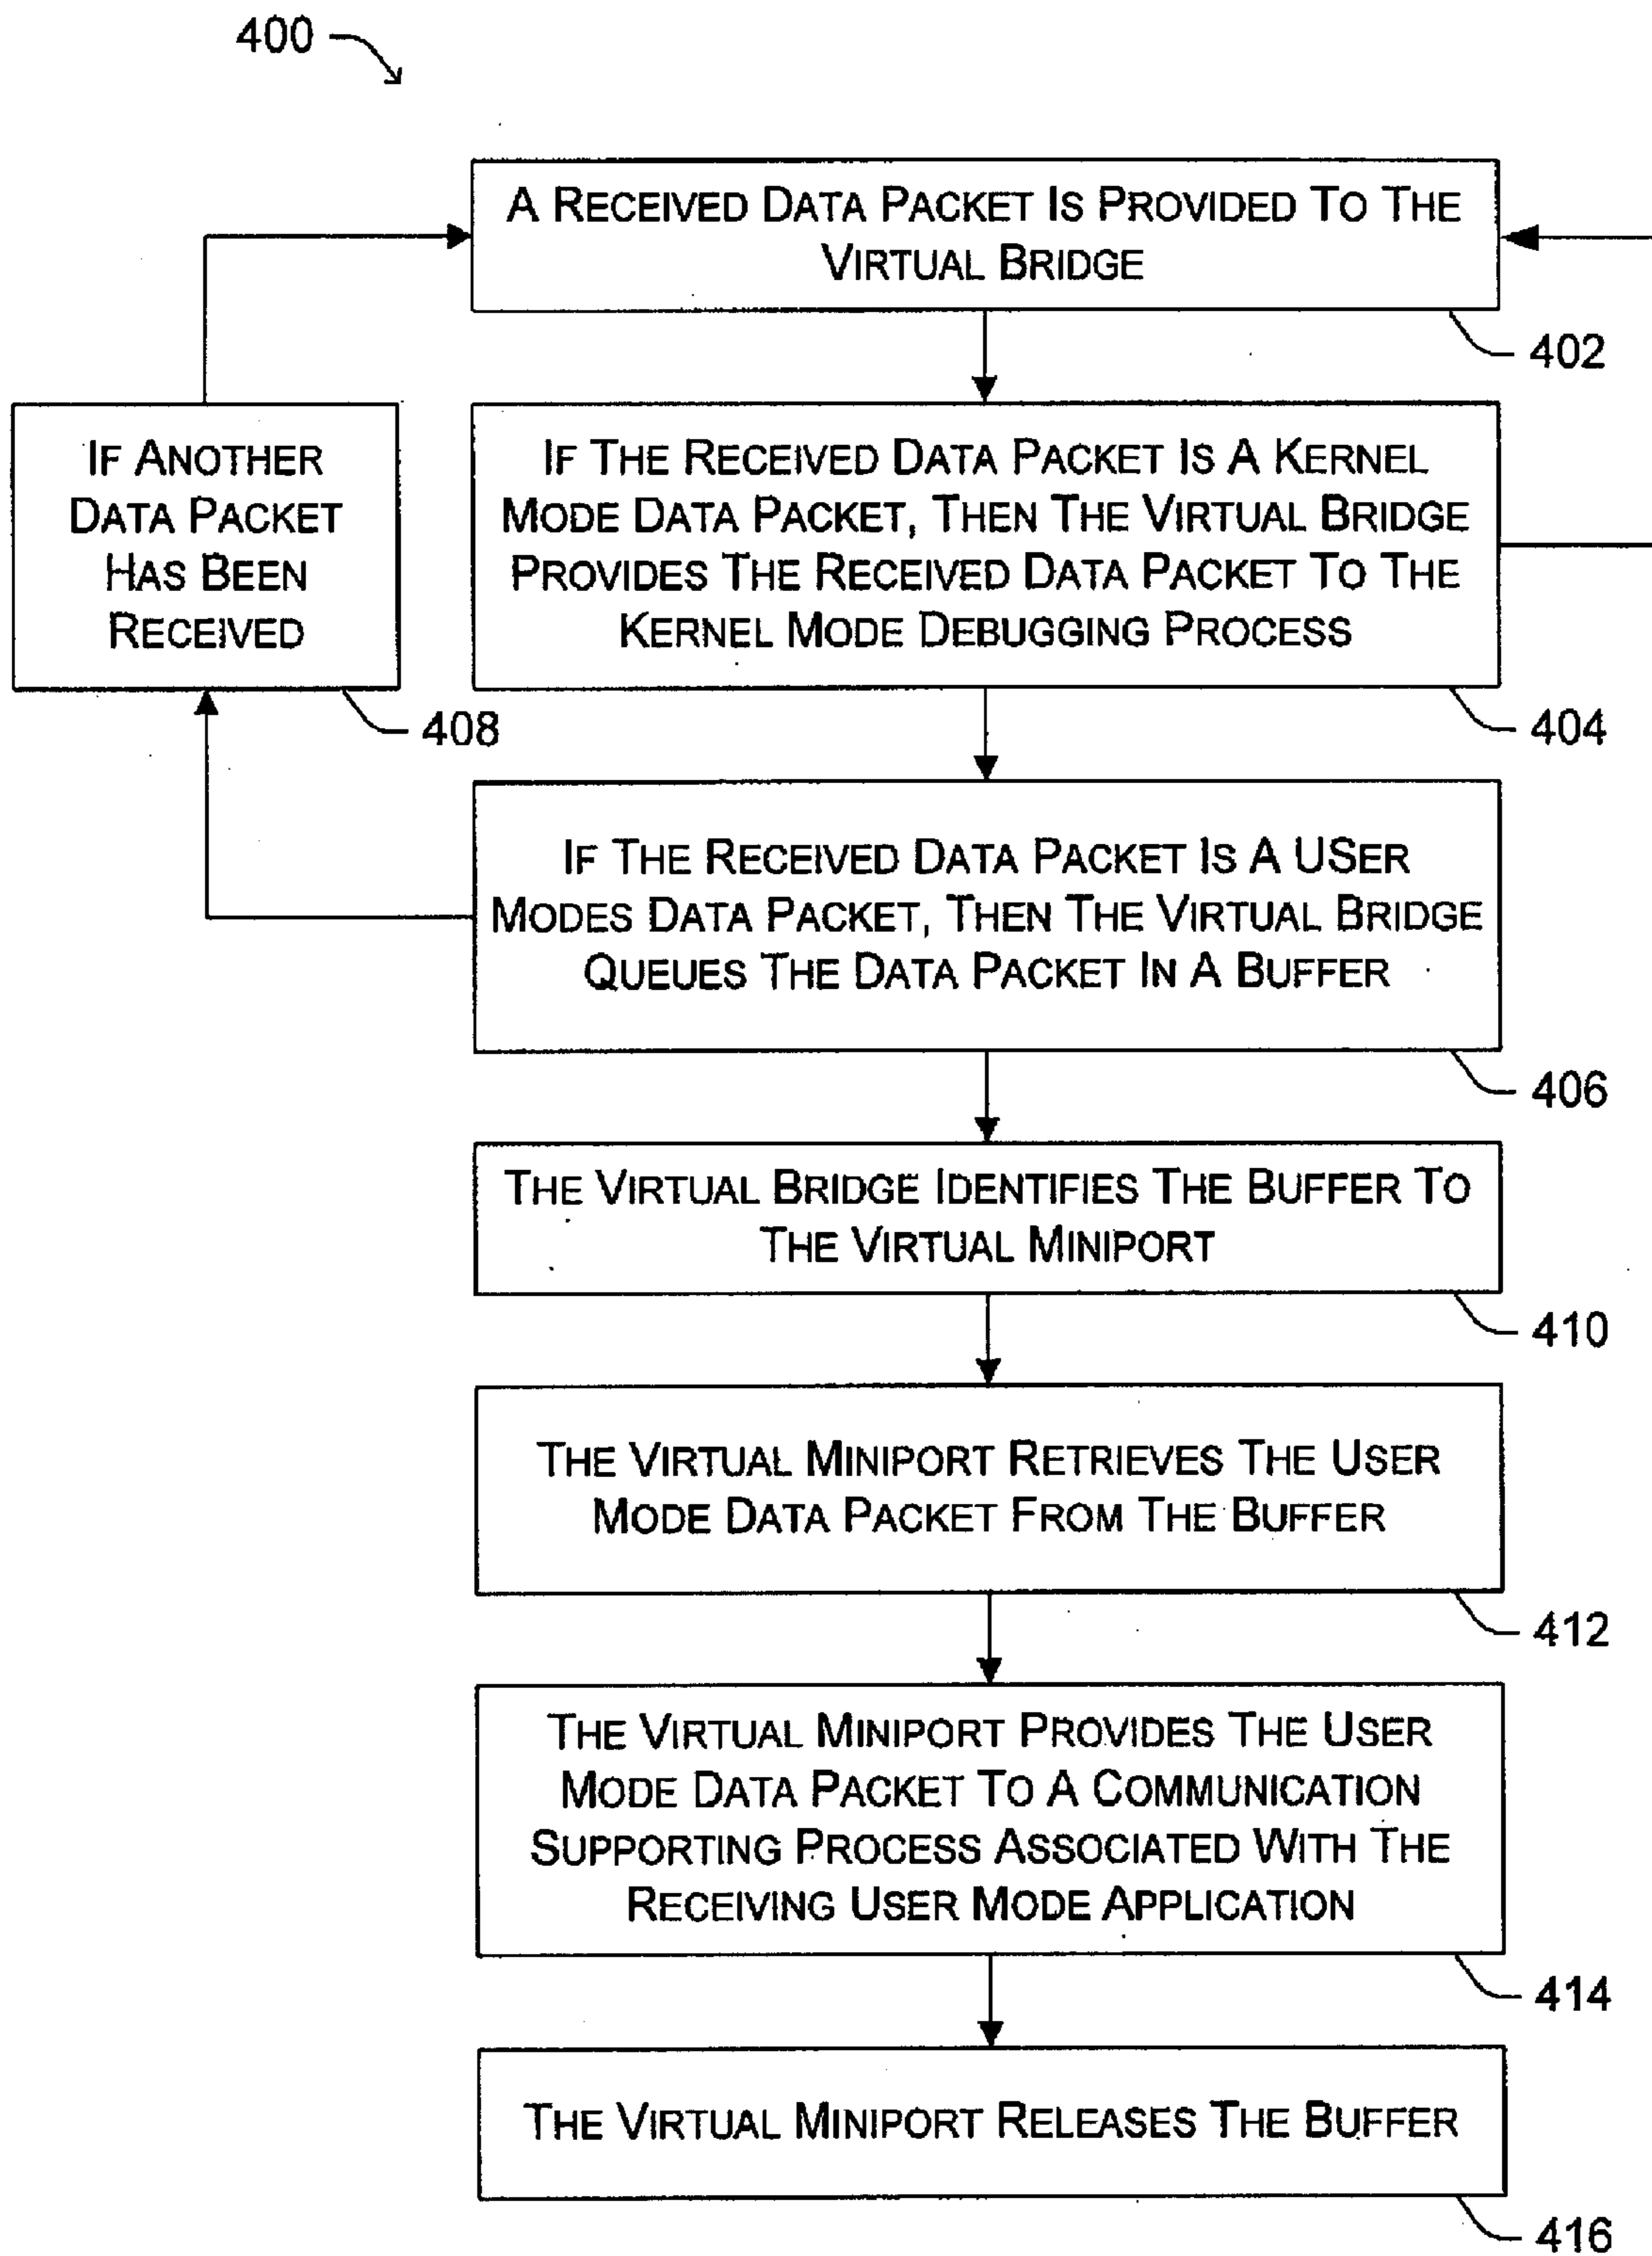 400
A RECEIVED DATA PACKET IS PROVIDED TO THE
VIRTUAL BRIDGE
402
IF ANOTHER
DATA PACKET
HAS BEEN
RECEIVED
408
IF THE RECEIVED DATA PACKET IS A KERNEL
MODE DATA PACKET, THEN THE VIRTUAL BRIDGE
PROVIDES THE RECEIVED DATA PACKET TO THE
KERNEL MODE DEBUGGING PROCESS
404
IF THE RECEIVED DATA PACKET IS A USER
MODES DATA PACKET, THEN THE VIRTUAL BRIDGE
QUEUES THE DATA PACKET IN A BUFFER
406
THE VIRTUAL BRIDGE IDENTIFIES THE BUFFER TO
THE VIRTUAL MINIPORT
410
THE VIRTUAL MINIPORT RETRIEVES THE USER
MODE DATA PACKET FROM THE BUFFER
412
THE VIRTUAL MINIPORT PROVIDES THE USER
MODE DATA PACKET TO A COMMUNICATION
SUPPORTING PROCESS ASSOCIATED WITH THE
RECEIVING USER MODE APPLICATION
414
THE VIRTUAL MINIPORT RELEASES THE BUFFER
416